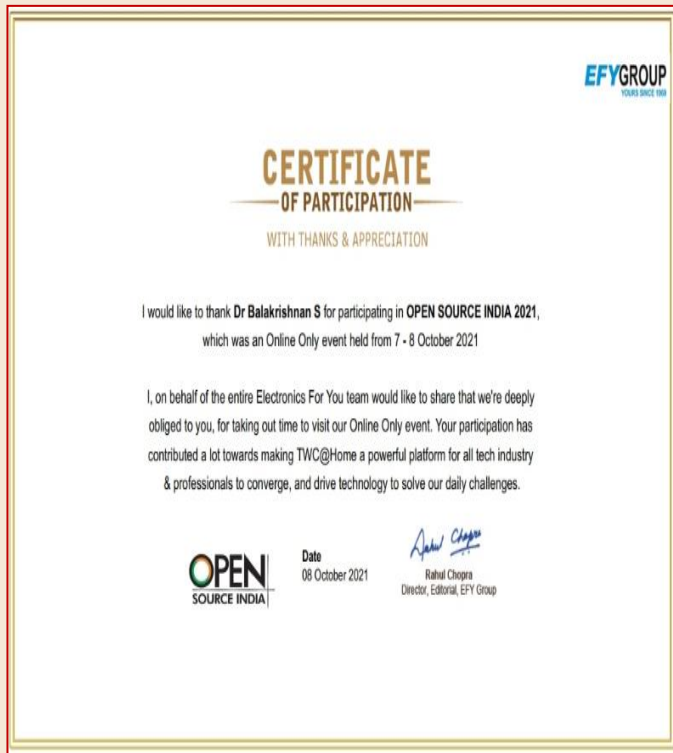 EFYGROUP
YOURS SINCE 1969
CERTIFICATE
OF PARTICIPATION
WITH THANKS & APPRECIATION
I would like to thank Dr Balakrishnan S for participating in OPEN SOURCE INDIA 2021,
which was an Online Only event held from 7 - 8 October 2021
I, on behalf of the entire Electronics For You team would like to share that we're deeply
obliged to you, for taking out time to visit our Online Only event. Your participation has
contributed a lot towards making TWC@Home a powerful platform for all tech industry
& professionals to converge, and drive technology to solve our daily challenges.
OPEN
SOURCE INDIA
Date
08 October 2021
Rahul Chopra
Rahul Chopra
Director, Editorial, EFY Group